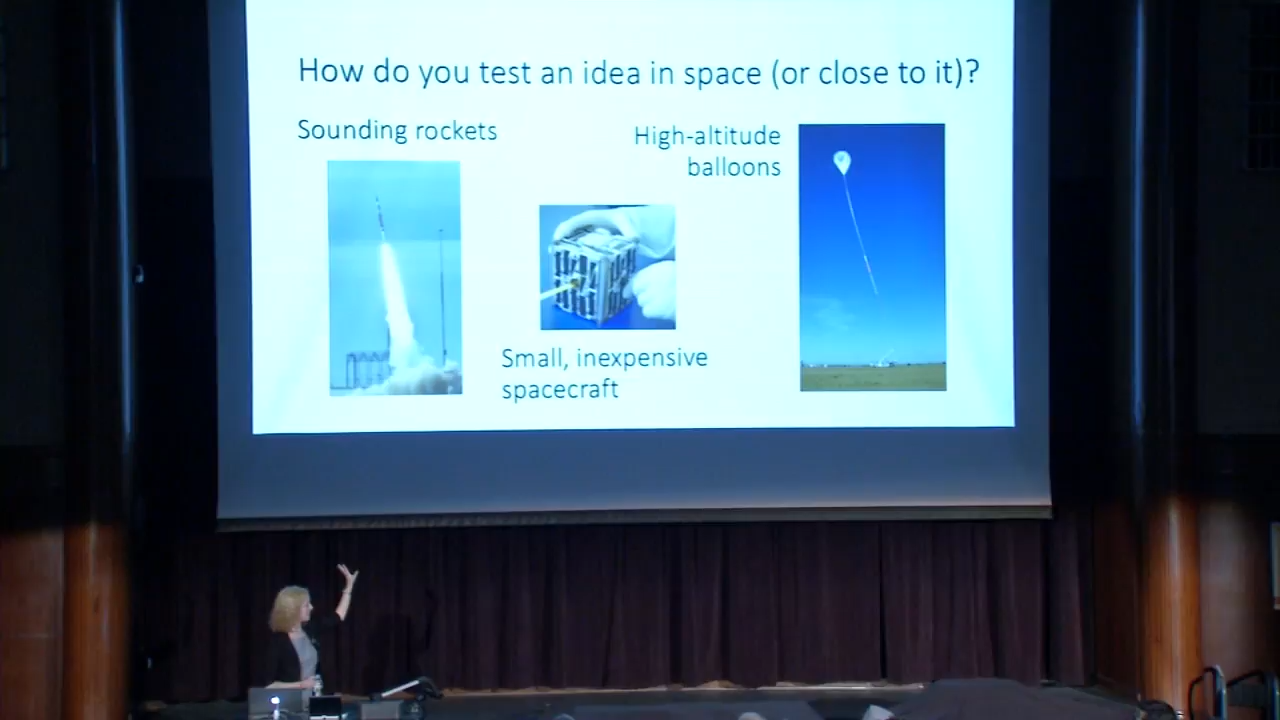 How do you test an idea in space (or close to it)?
Sounding rockets
High-altitude
balloons
Small, inexpensive
spacecraft